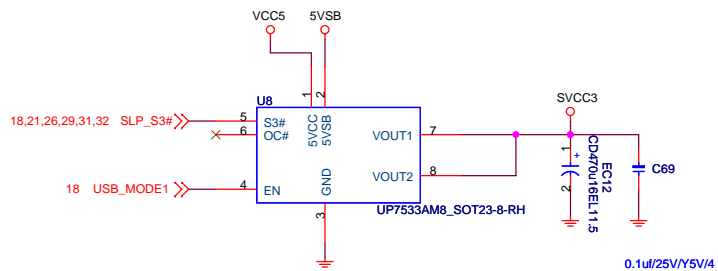 VCC5 5VSB
U8
1 2
5VCC 5VSB
18,21,26,29,31,32 SLP_S3# 5 S3#
6 OC#
VOUT1 7
VOUT2 8
18 USB_MODE1 4 EN
GND
3
UP7533AM8_SOT23-8-RH
SVCC3
1
+
2
EC12
CD470u16EL11.5
C69
0.1uf/25V/Y5V/4